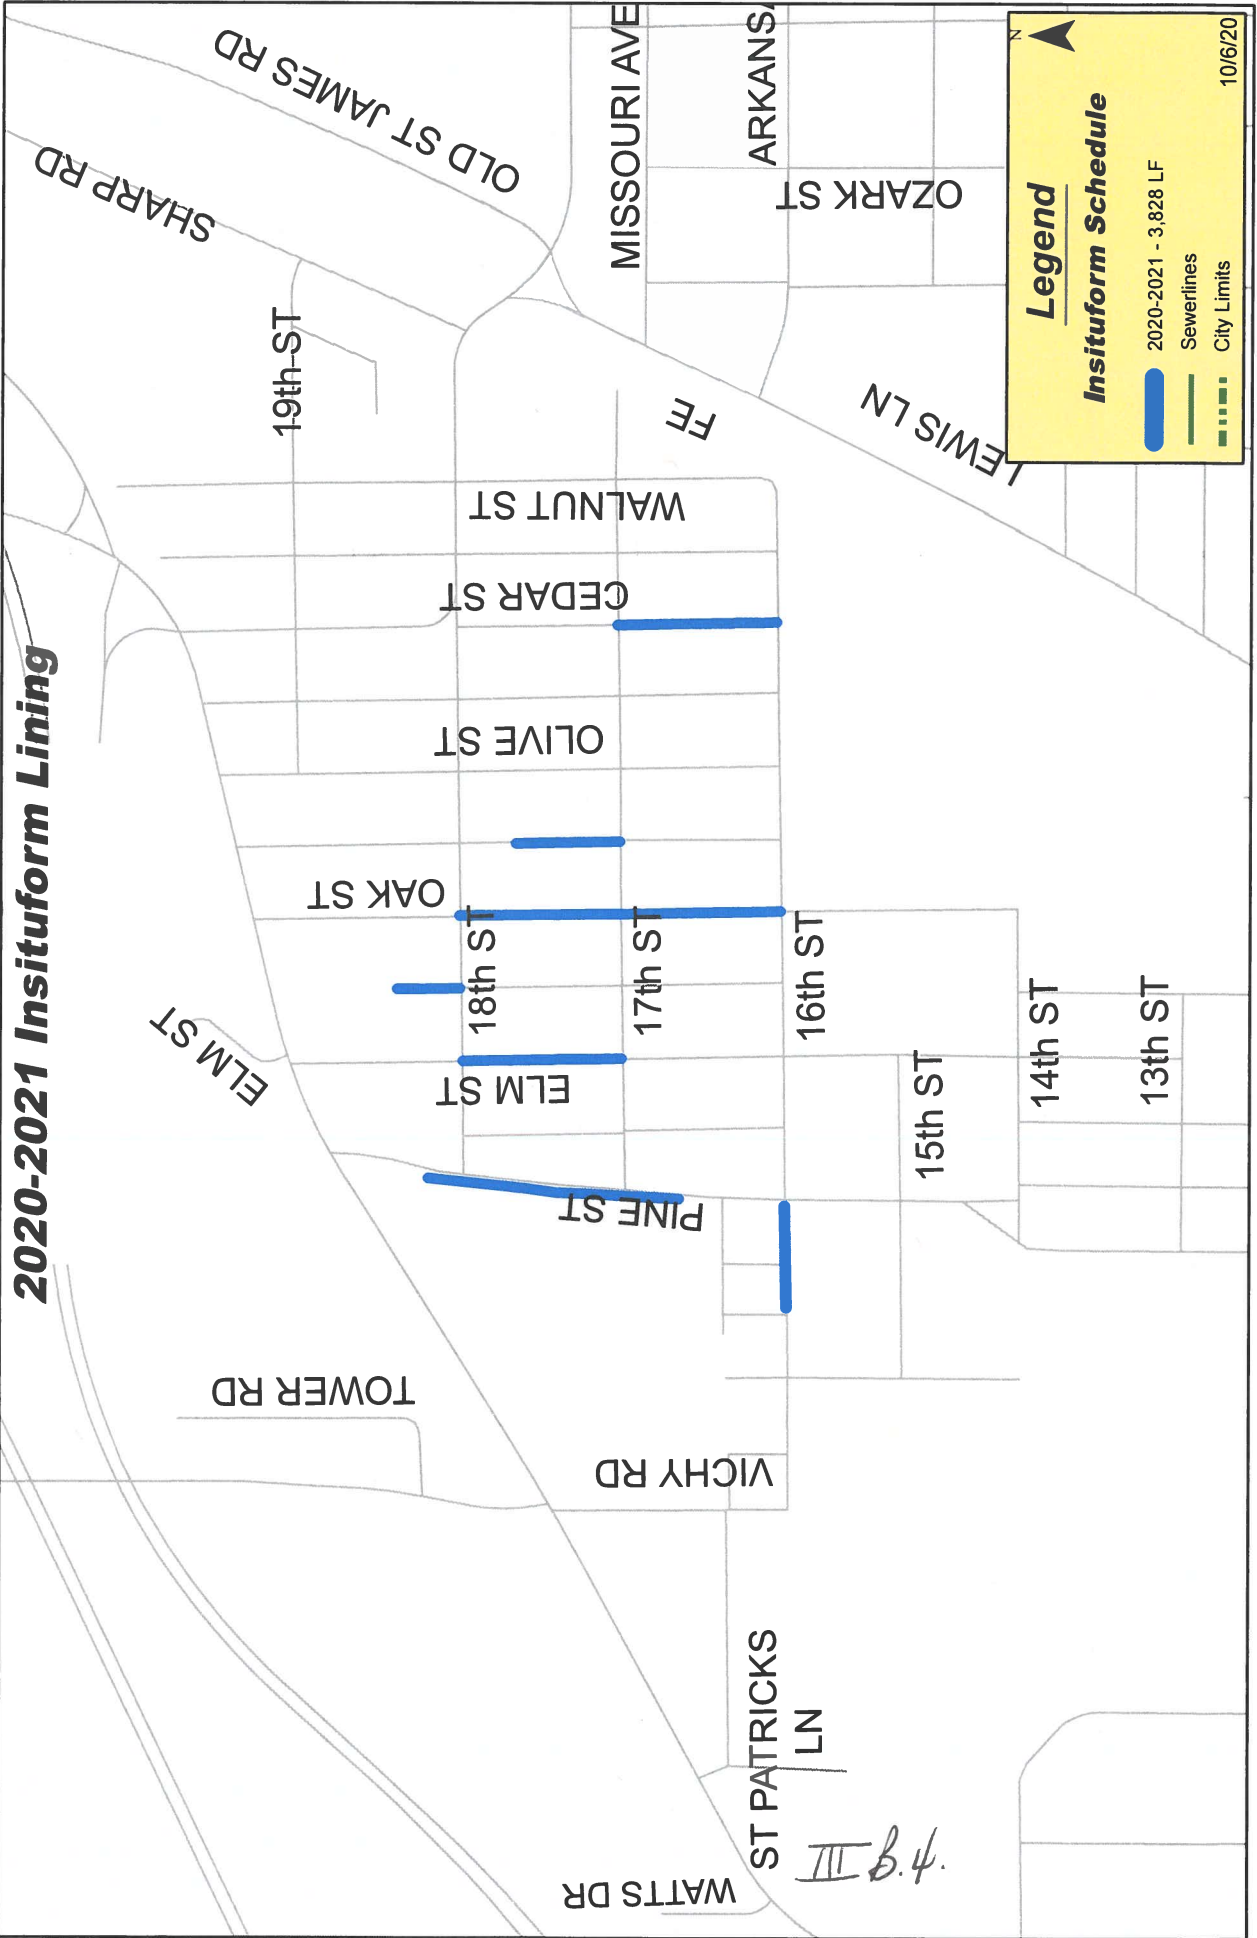 2020-2021 Insituform Lining
SHARP RD
OLD ST JAMES RD
MISSOURI AVE
19th ST
OZARK ST
FE
LEWIS LN
WALNUT ST
CEDAR ST
OLIVE ST
OAK ST
18th ST
17th ST
16th ST
ELM ST
ELM ST
15th ST
14th ST
13th ST
PINE ST
TOWER RD
VICHY RD
ST PATRICKS
LN
WATTS DR
III B.4.
N
Legend
Insituform Schedule
2020-2021 - 3,828 LF
Sewerlines
City Limits
10/6/20